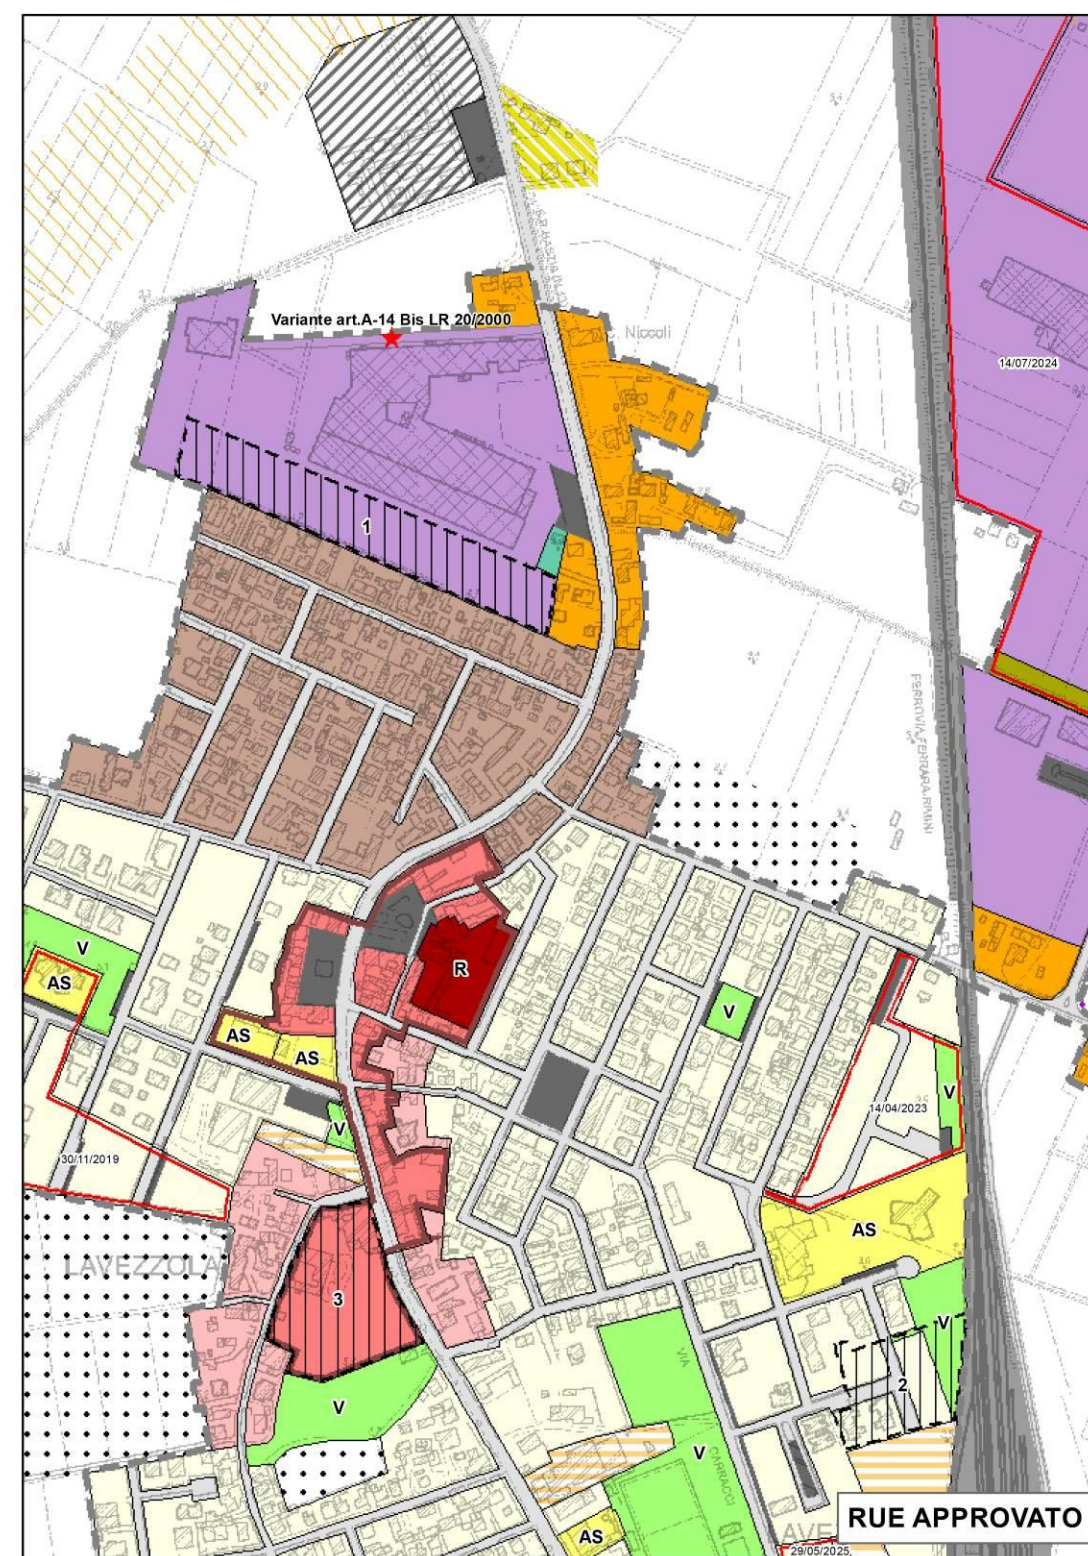 Variante art.A-14 Bis LR 20/2000
Niccoli
14/07/2024
1
FERROVIA FERRARA-RIMINI
V
AS
R
AS
AS
V
V
14/04/2023
V
30/11/2019
AS
LAVEZZOLA
3
V
2
V
VIA
CARRACCI
V
AS
RUE APPROVATO
29/05/2025